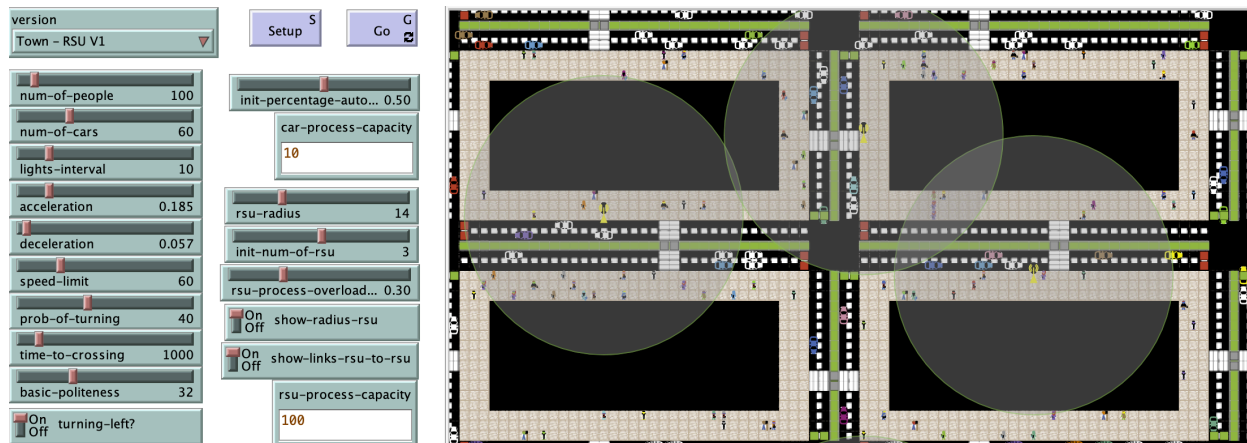 version
Town – RSU V1
S
Setup
G
Go
num-of-people 100
num-of-cars 60
lights-interval 10
acceleration 0.185
deceleration 0.057
speed-limit 60
prob-of-turning 40
time-to-crossing 1000
basic-politeness 32
On
Off
turning-left?
init-percentage-auto... 0.50
car-process-capacity
10
rsu-radius 14
init-num-of-rsu 3
rsu-process-overload... 0.30
On
Off
show-radius-rsu
On
Off
show-links-rsu-to-rsu
rsu-process-capacity
100